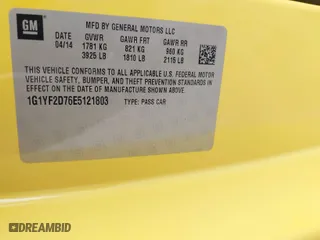 GM
MFD BY GENERAL MOTORS LLC
DATE GVWR GAWR FRT GAWR RR
04/14 1781 KG 821 KG 960 KG
3925 LB 1810 LB 2115 LB
THIS VEHICLE CONFORMS TO ALL APPLICABLE U.S. FEDERAL MOTOR
VEHICLE SAFETY, BUMPER, AND THEFT PREVENTION STANDARDS IN
EFFECT ON THE DATE OF MANUFACTURE SHOWN ABOVE.
1G1YF2D76E5121803 TYPE: PASS CAR
DREAMBID